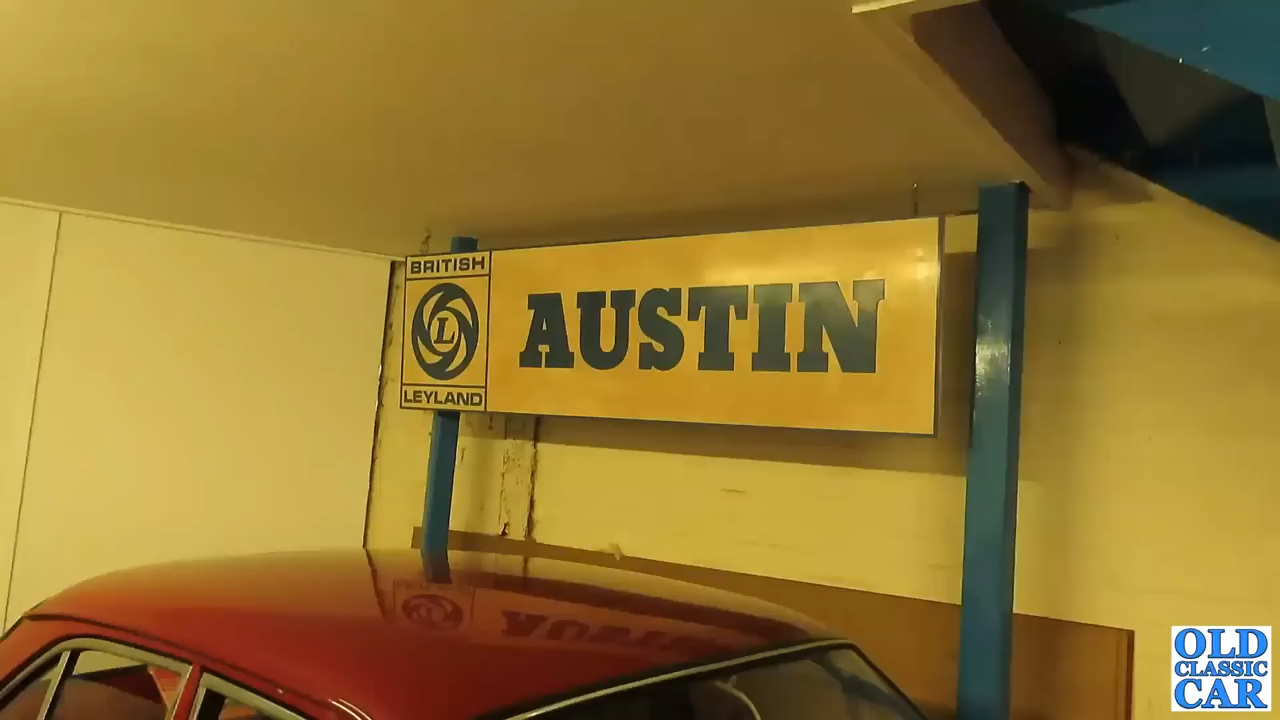 BRITISH
L
LEYLAND
AUSTIN
OLD
CLASSIC
CAR